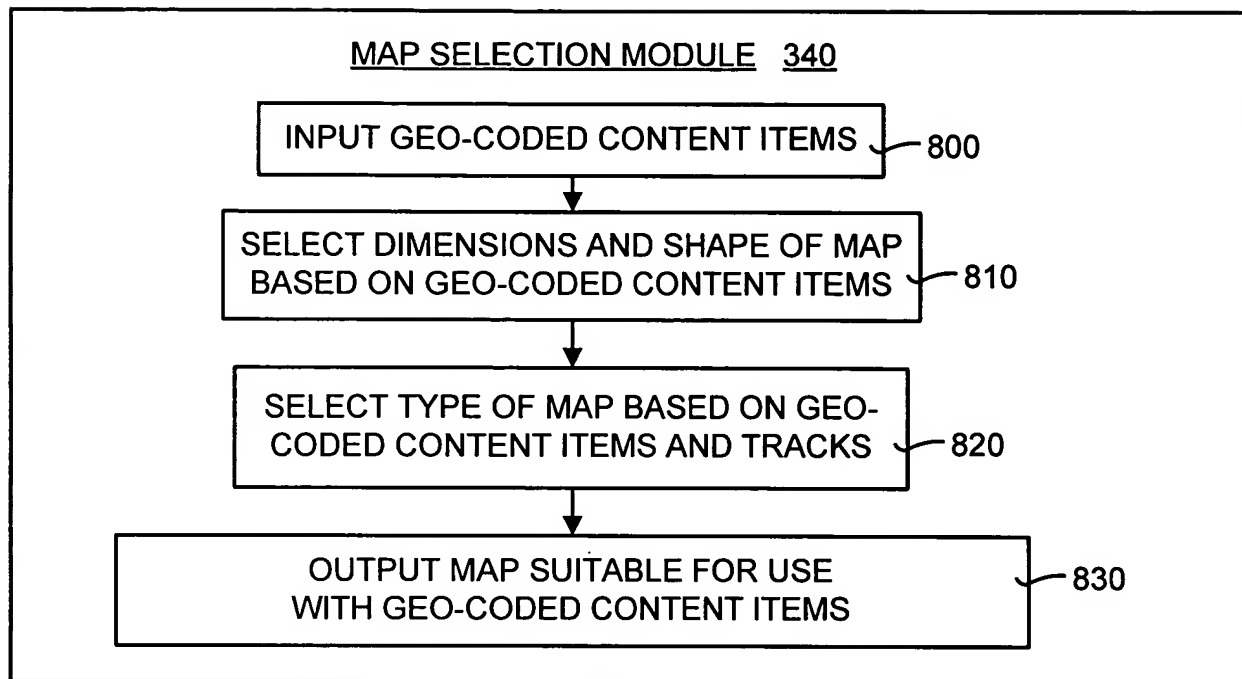 MAP SELECTION MODULE 340
INPUT GEO-CODED CONTENT ITEMS
800
SELECT DIMENSIONS AND SHAPE OF MAP
BASED ON GEO-CODED CONTENT ITEMS
810
SELECT TYPE OF MAP BASED ON GEO-
CODED CONTENT ITEMS AND TRACKS
820
OUTPUT MAP SUITABLE FOR USE
WITH GEO-CODED CONTENT ITEMS
830